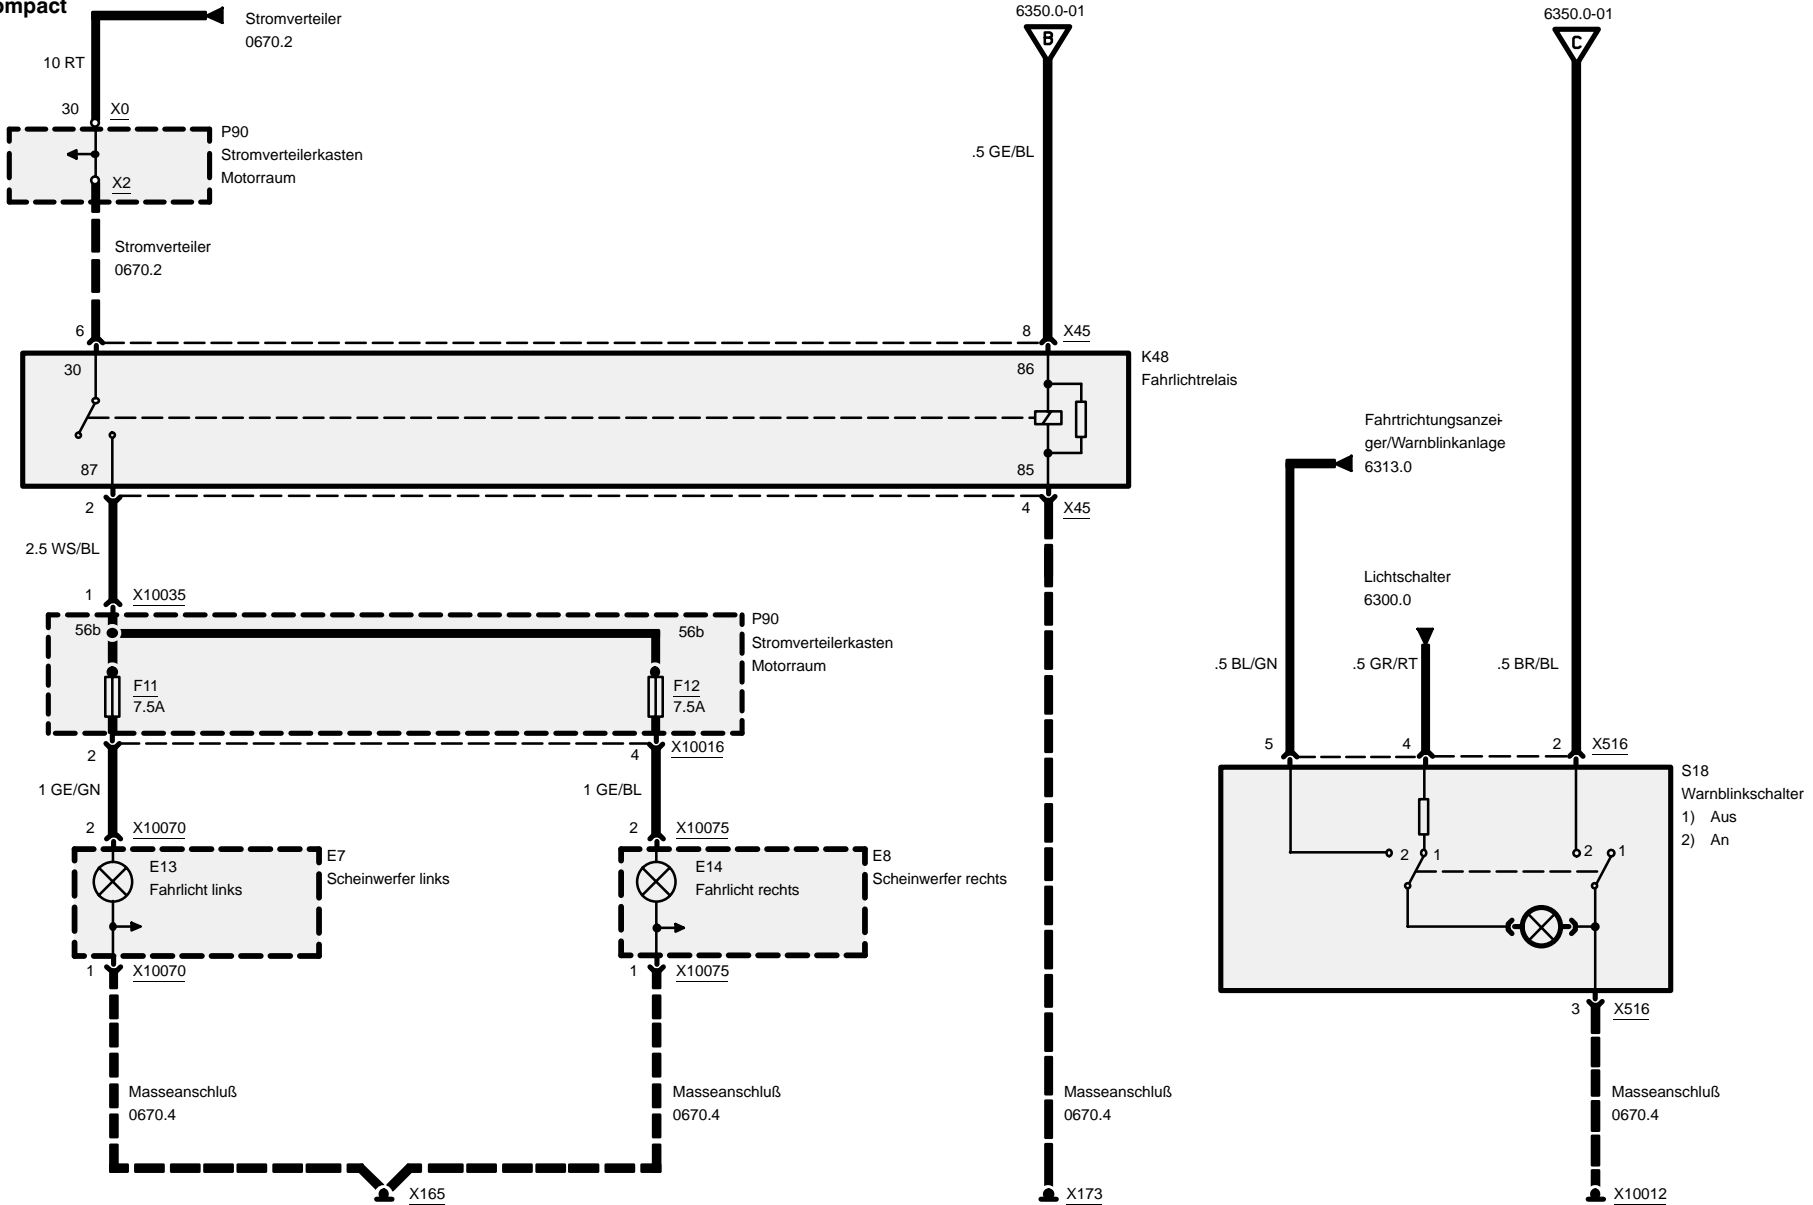 ompact
Stromverteiler
0670.2
10 RT
30 X0
P90
Stromverteilerkasten
Motorraum
X2
Stromverteiler
0670.2
6350.0-01
B
.5 GE/BL
6350.0-01
C
6
8 X45
30
86
K48
Fahrlichtrelais
87
85
2
4 X45
2.5 WS/BL
1 X10035
56b
56b
P90
Stromverteilerkasten
Motorraum
F11
7.5A
F12
7.5A
2
4 X10016
1 GE/GN
1 GE/BL
2 X10070
2 X10075
E13
Fahrlicht links
E7
Scheinwerfer links
E14
Fahrlicht rechts
E8
Scheinwerfer rechts
1 X10070
1 X10075
Masseanschluß
0670.4
Masseanschluß
0670.4
Masseanschluß
0670.4
X165
X173
Fahrtrichtungsanzei-
ger/Warnblinkanlage
6313.0
Lichtschalter
6300.0
.5 BL/GN
.5 GR/RT
.5 BR/BL
5
4
2 X516
S18
Warnblinkschalter
1) Aus
2) An
2 1
2 1
3 X516
Masseanschluß
0670.4
X10012